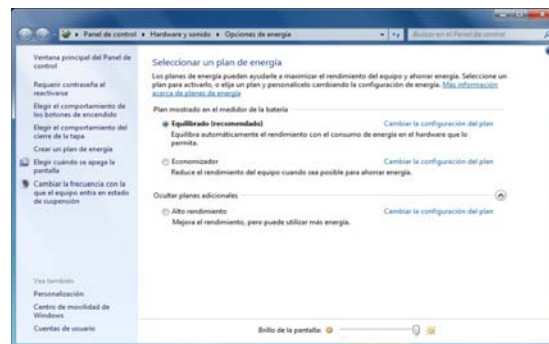 Panel de control ▸ Hardware y sonido ▸ Opciones de energía
Buscar en el Panel de control
Ventana principal del Panel de
control
Requerir contraseña al
reactivarse
Elegir el comportamiento de
los botones de encendido
Elegir el comportamiento del
cierre de la tapa
Crear un plan de energía
Elegir cuándo se apaga la
pantalla
Cambiar la frecuencia con la
que el equipo entra en estado
de suspensión
Vea también
Personalización
Centro de movilidad de
Windows
Cuentas de usuario
Seleccionar un plan de energía
Los planes de energía pueden ayudarle a maximizar el rendimiento del equipo y ahorrar energía. Seleccione un
plan para activarlo, o elija un plan y personalícelo cambiando la configuración de energía. Más información
acerca de planes de energía
Plan mostrado en el medidor de la batería
Equilibrado (recomendado) Cambiar la configuración del plan
Equilibra automáticamente el rendimiento con el consumo de energía en el hardware que lo
permita.
Economizador Cambiar la configuración del plan
Reduce el rendimiento del equipo cuando sea posible para ahorrar energía.
Ocultar planes adicionales
Alto rendimiento Cambiar la configuración del plan
Mejora el rendimiento, pero puede utilizar más energía.
Brillo de la pantalla: